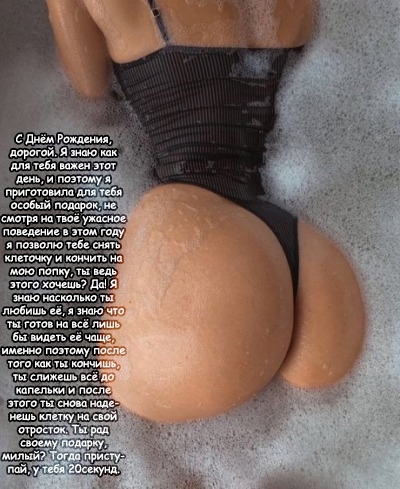 С Днём Рождения,
дорогой. Я знаю как
для тебя важен этот
день, и поэтому я
приготовила для тебя
особый подарок, не
смотря на твоё ужасное
поведение в этом году
я позволю тебе снять
клеточку и кончить на
мою попку, ты ведь
этого хочешь? Да! Я
знаю насколько ты
любишь её, я знаю что
ты готов на всё лишь
бы видеть её чаще,
именно поэтому после
того как ты кончишь,
ты слижешь всё до
капельки и после
этого ты снова наде-
нешь клетку на свой
отросток. Ты рад
своему подарку,
милый? Тогда присту-
пай, у тебя 20секунд.